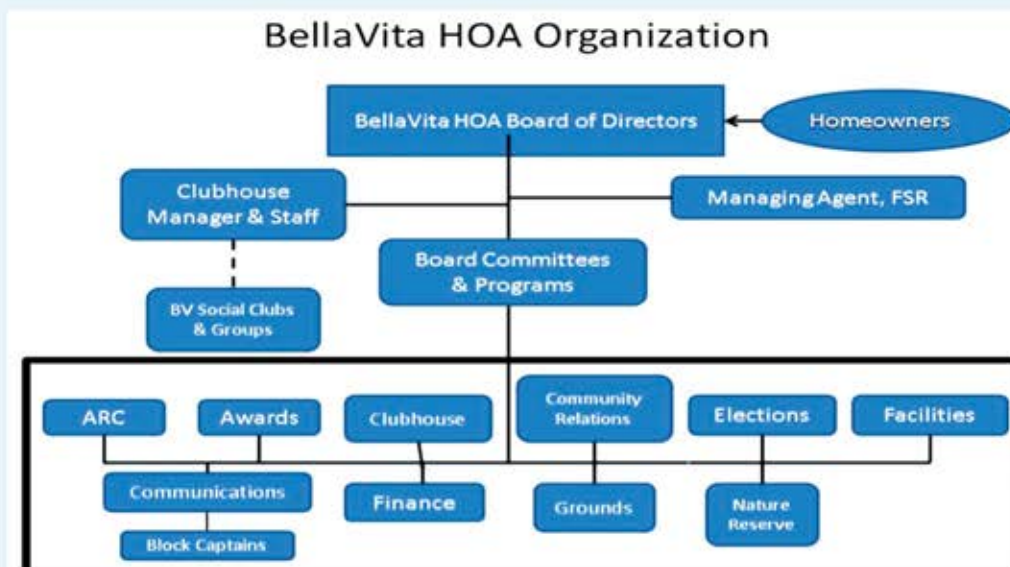 BellaVita HOA Organization
BellaVita HOA Board of Directors
Homeowners
Clubhouse
Manager & Staff
Managing Agent, FSR
Board Committees
& Programs
BV Social Clubs
& Groups
ARC
Awards
Clubhouse
Community
Relations
Elections
Facilities
Communications
Finance
Grounds
Nature
Reserve
Block Captains